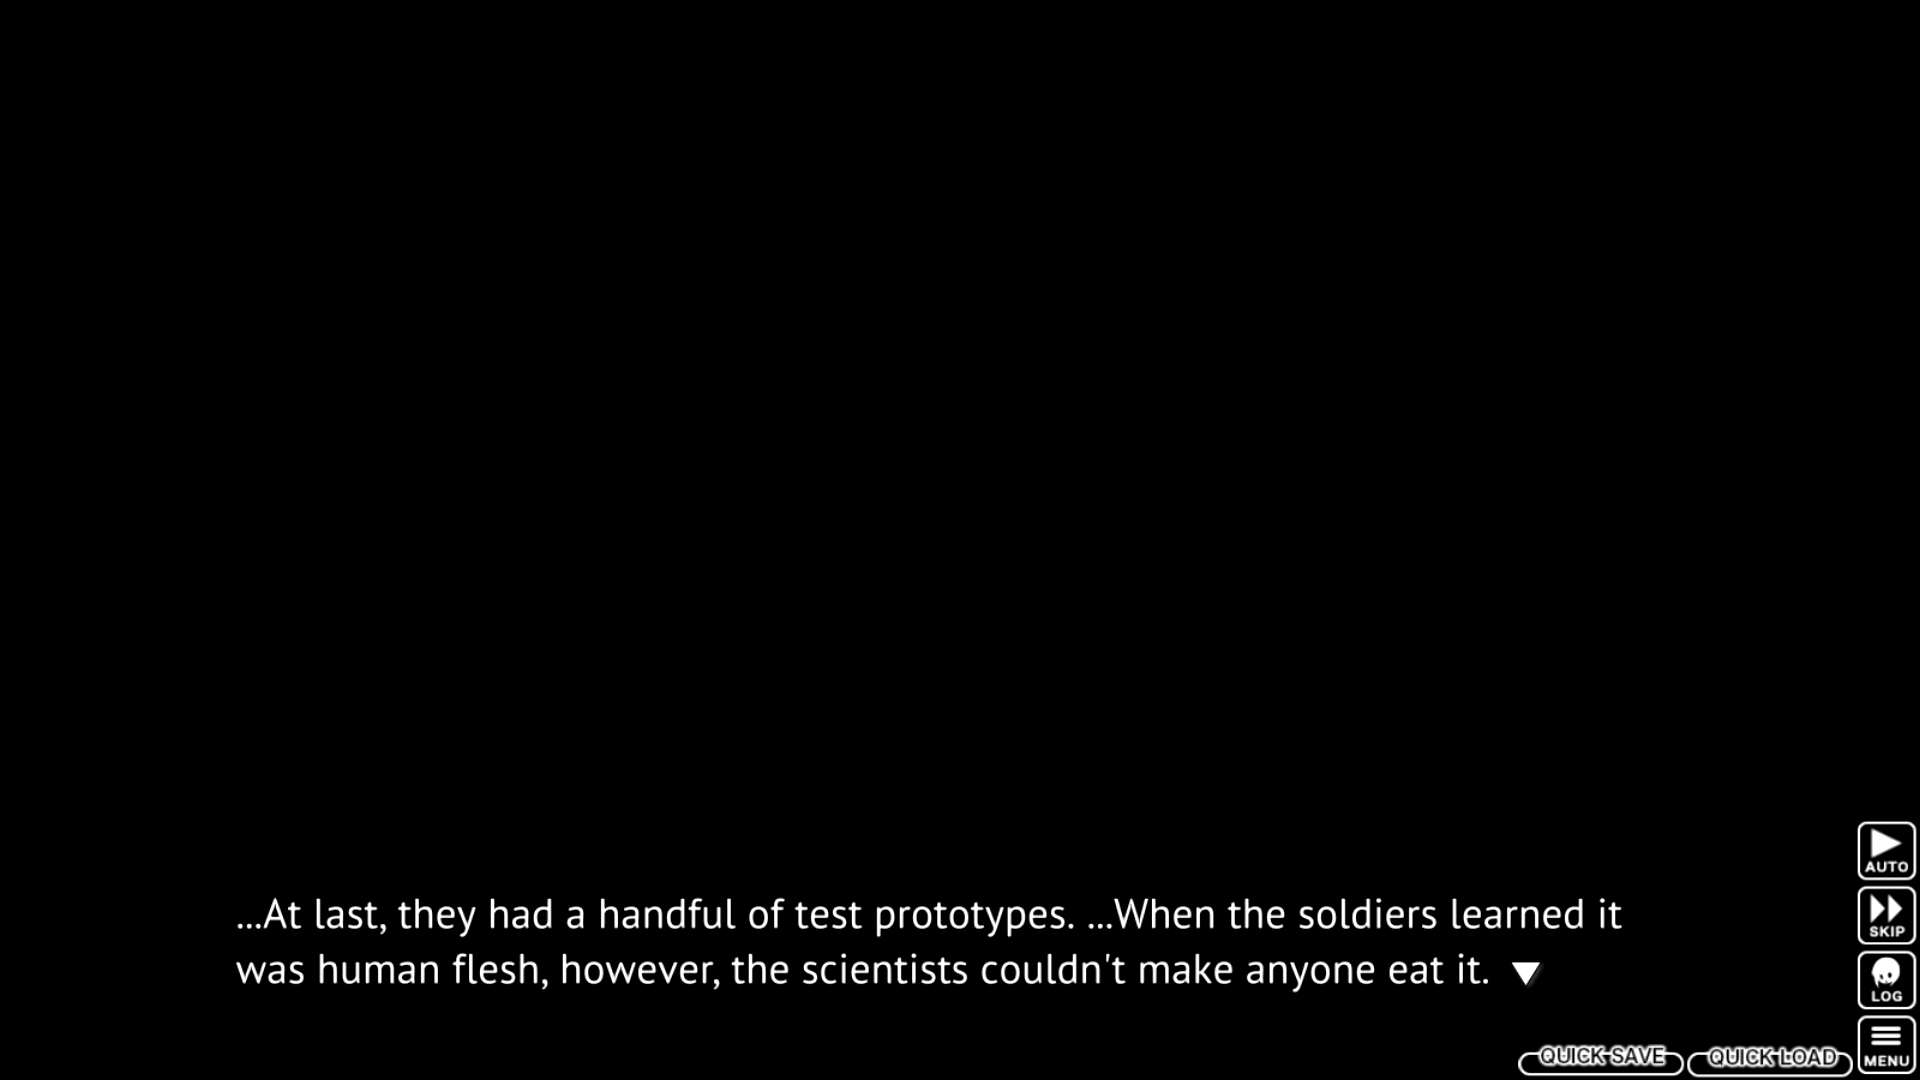 ...At last, they had a handful of test prototypes. ...When the soldiers learned it
was human flesh, however, the scientists couldn't make anyone eat it.
AUTO
SKIP
LOG
MENU
QUICK SAVE
QUICK LOAD